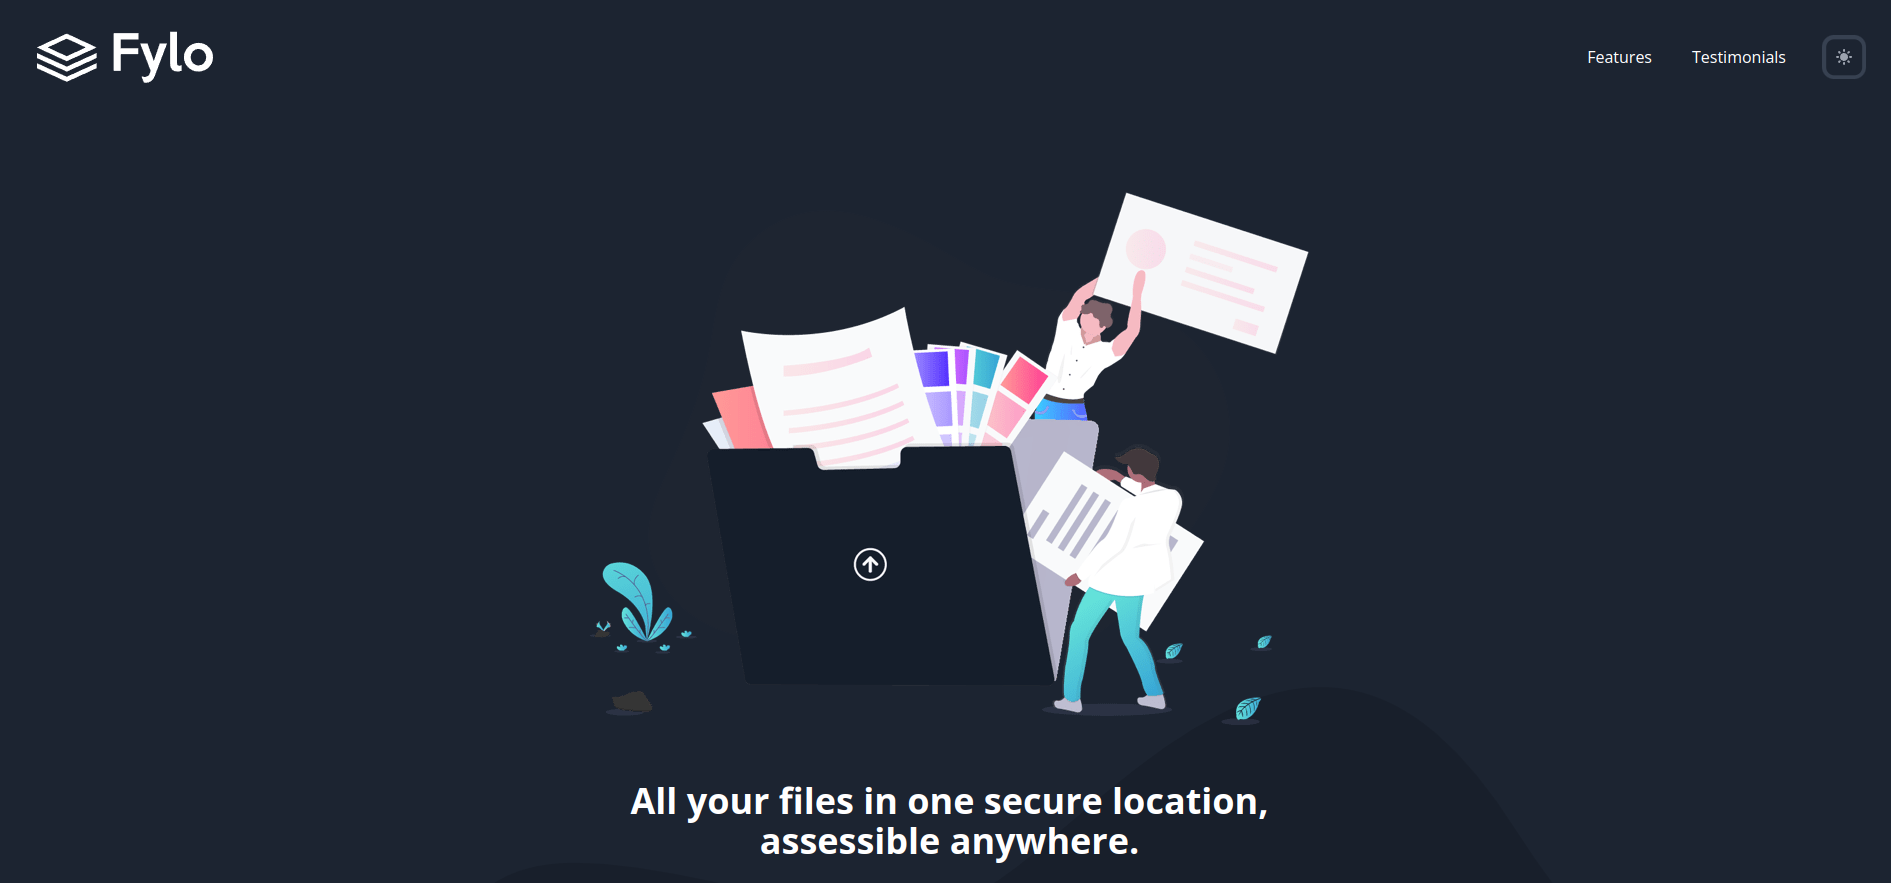 Fylo
Features
Testimonials
All your files in one secure location,
assessible anywhere.